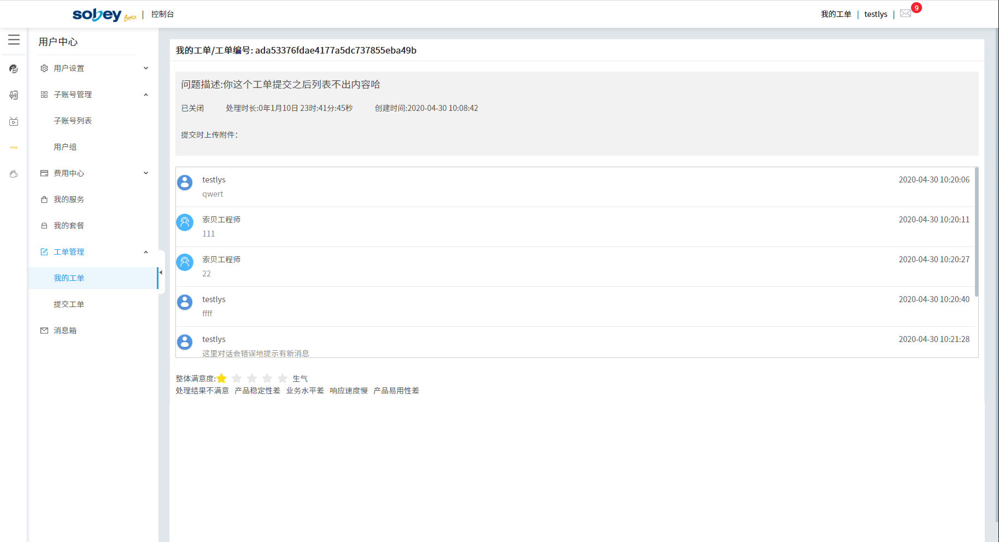 sobey Beta | 控制台
我的工单 | testlys | 9
用户中心
用户设置
子账号管理
子账号列表
用户组
费用中心
我的服务
我的套餐
工单管理
我的工单
提交工单
消息箱
我的工单/工单编号: ada53376fdae4177a5dc737855eba49b
问题描述:你这个工单提交之后列表不出内容哈
已关闭 处理时长:0年1月10日 23时:41分:45秒 创建时间:2020-04-30 10:08:42
提交时上传附件：
testlys 2020-04-30 10:20:06
qwert
索贝工程师 2020-04-30 10:20:11
111
索贝工程师 2020-04-30 10:20:27
22
testlys 2020-04-30 10:20:40
ffff
testlys 2020-04-30 10:21:28
这里对话会错误地提示有新消息
整体满意度: 生气
处理结果不满意 产品稳定性差 业务水平差 响应速度慢 产品易用性差